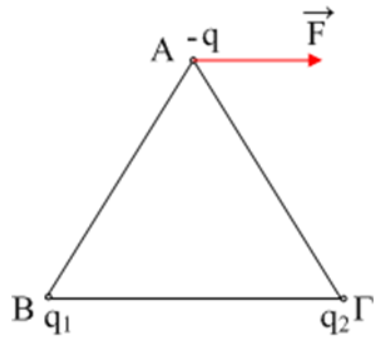 A -q F⃗
B q₁ q₂ Γ